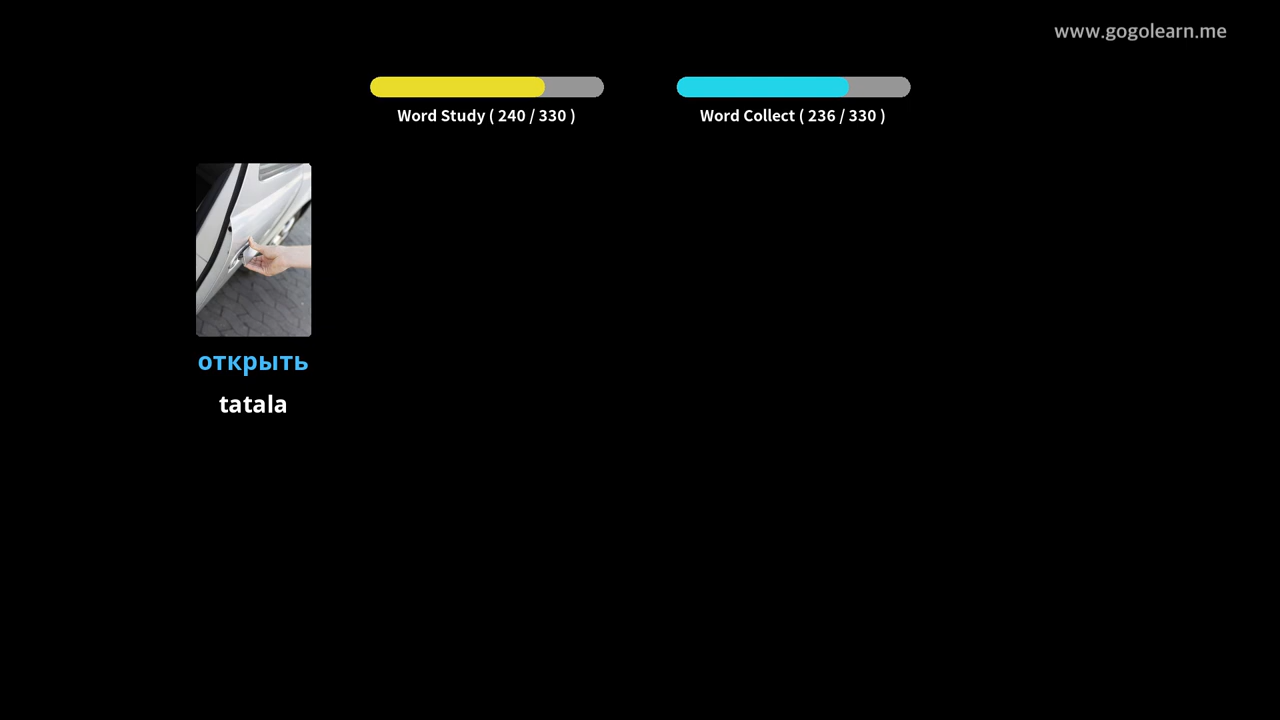 www.gogolearn.me
Word Study ( 240 / 330 )
Word Collect ( 236 / 330 )
открыть
tatala